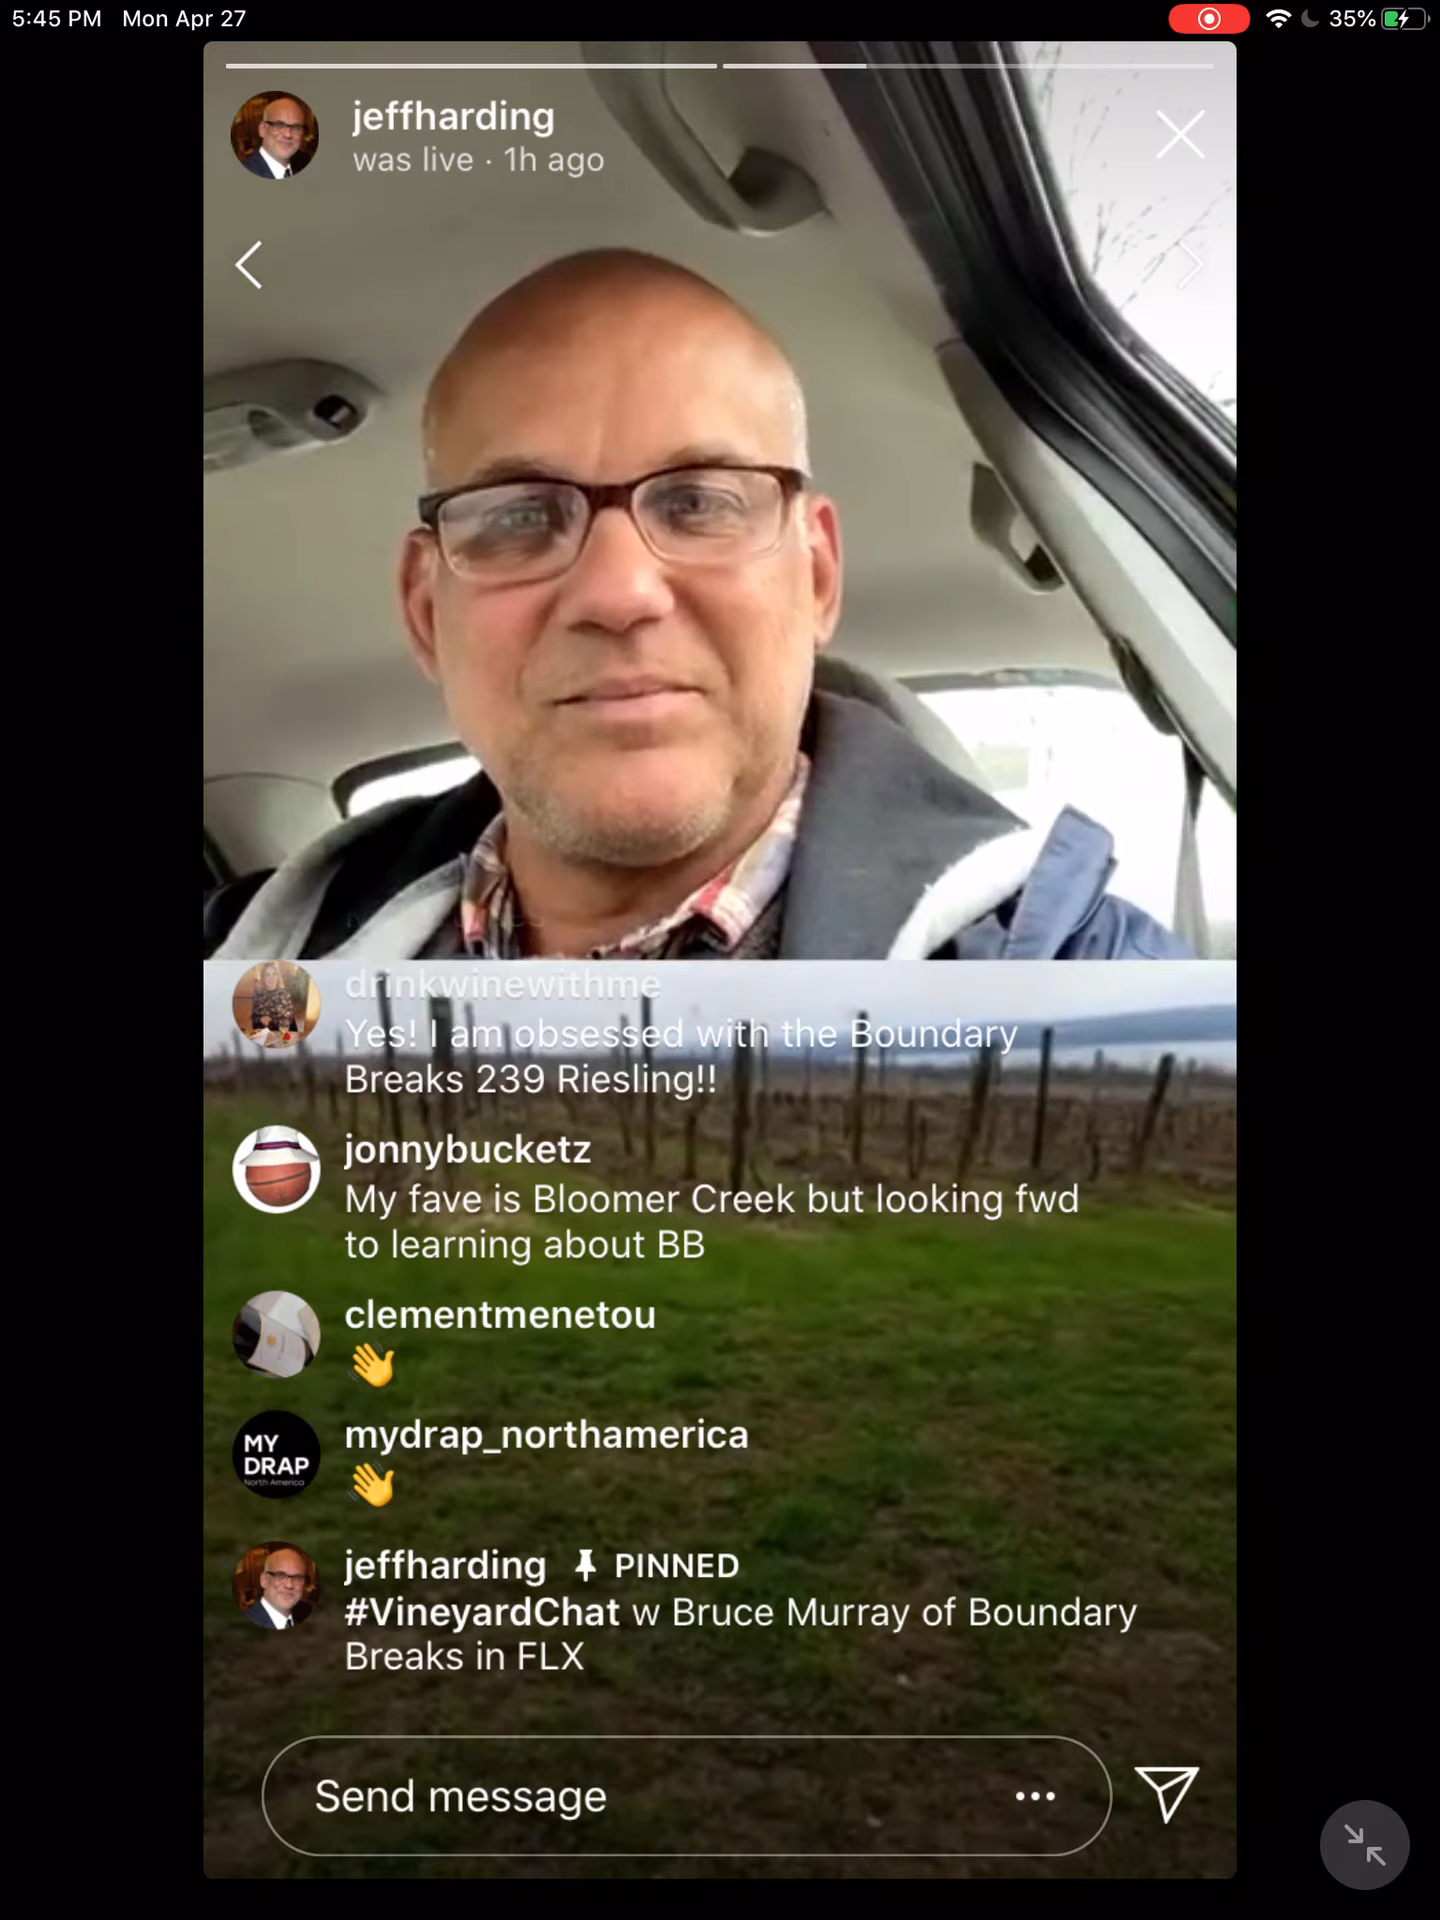 5:45 PM Mon Apr 27
35%
jeffharding
was live · 1h ago
drinkwinewithme
Yes! I am obsessed with the Boundary
Breaks 239 Riesling!!
jonnybucketz
My fave is Bloomer Creek but looking fwd
to learning about BB
clementmenetou
👋
mydrap_northamerica
👋
MY
DRAP
North America
jeffharding PINNED
#VineyardChat w Bruce Murray of Boundary
Breaks in FLX
Send message